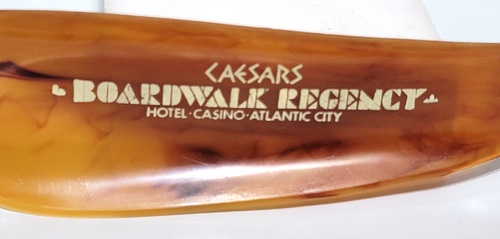 CAESARS
BOARDWALK REGENCY
HOTEL·CASINO·ATLANTIC CITY